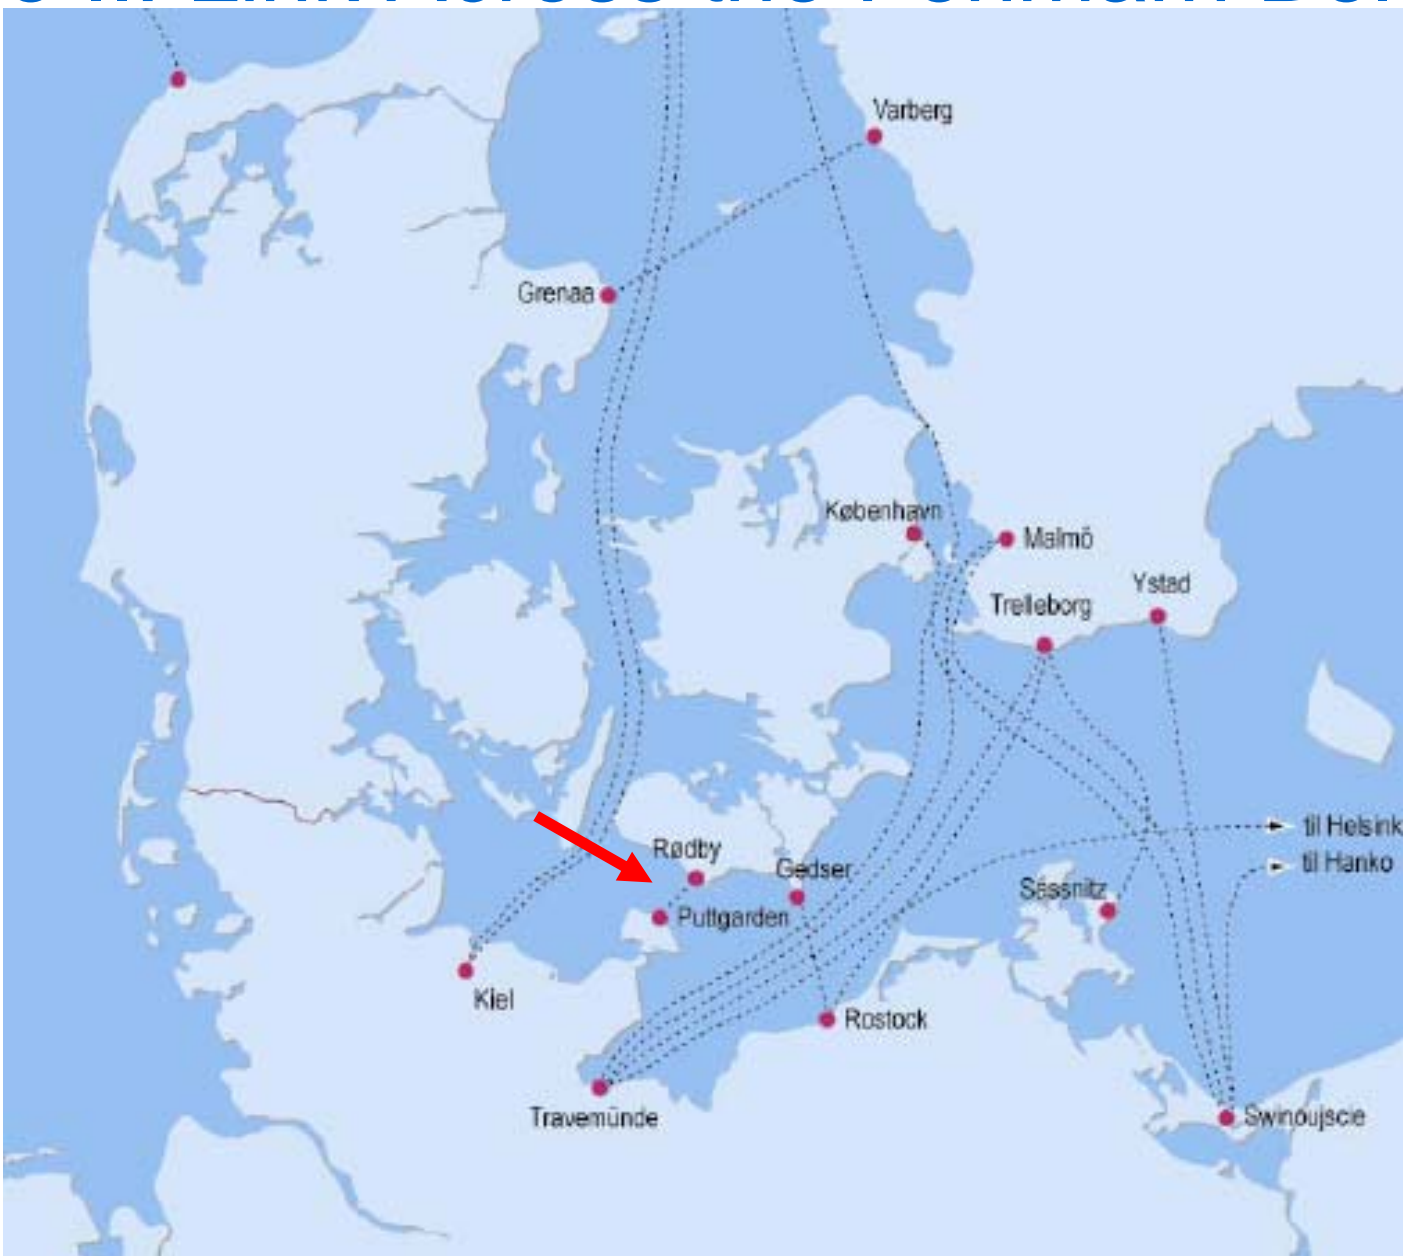 Varberg
Grenaa
København
Malmö
Ystad
Trelleborg
til Helsink
Rødby
til Hanko
Gedser
Sassnitz
Puttgarden
Kiel
Rostock
Travemünde
Swinoujscie